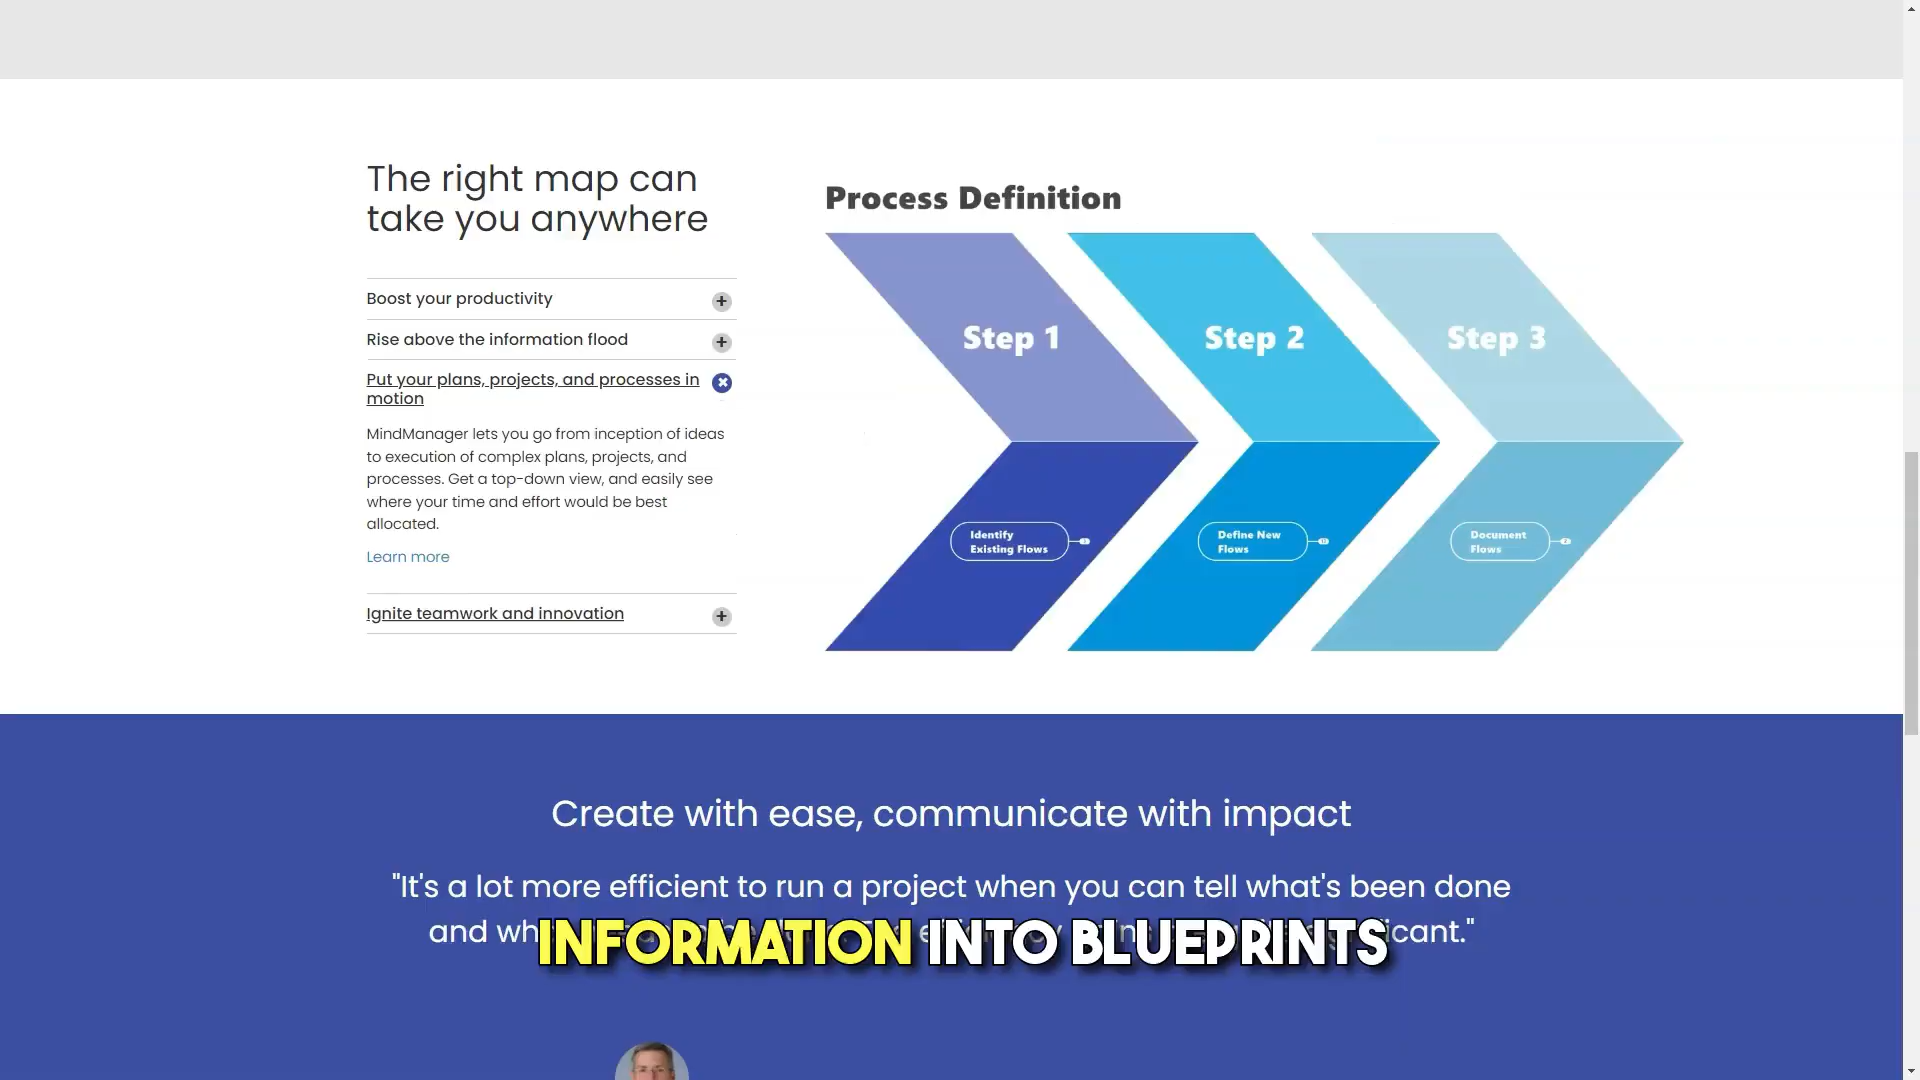 The right map can
take you anywhere
Boost your productivity
Rise above the information flood
Put your plans, projects, and processes in
motion
MindManager lets you go from inception of ideas
to execution of complex plans, projects, and
processes. Get a top-down view, and easily see
where your time and effort would be best
allocated.
Learn more
Ignite teamwork and innovation
Process Definition
Step 1
Step 2
Step 3
Identify
Existing Flows
Define New
Flows
Document
Flows
Create with ease, communicate with impact
"It's a lot more efficient to run a project when you can tell what's been done
and
INFORMATION INTO BLUEPRINTS